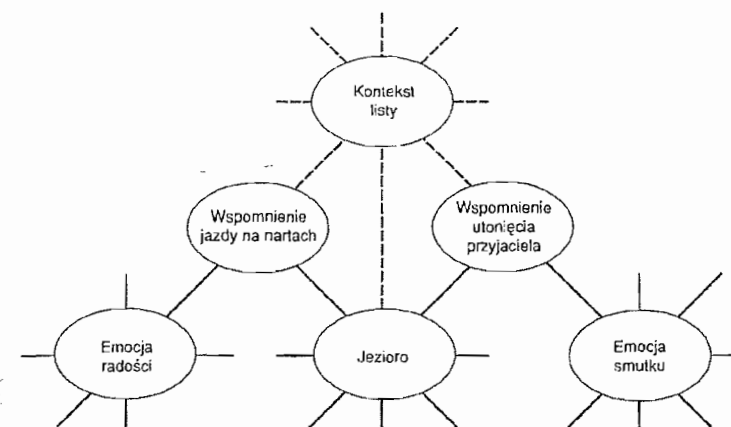 Kontekst
listy
Wspomnienie
jazdy na nartach
Wspomnienie
utonięcia
przyjaciela
Emocja
radości
Jezioro
Emocja
smutku